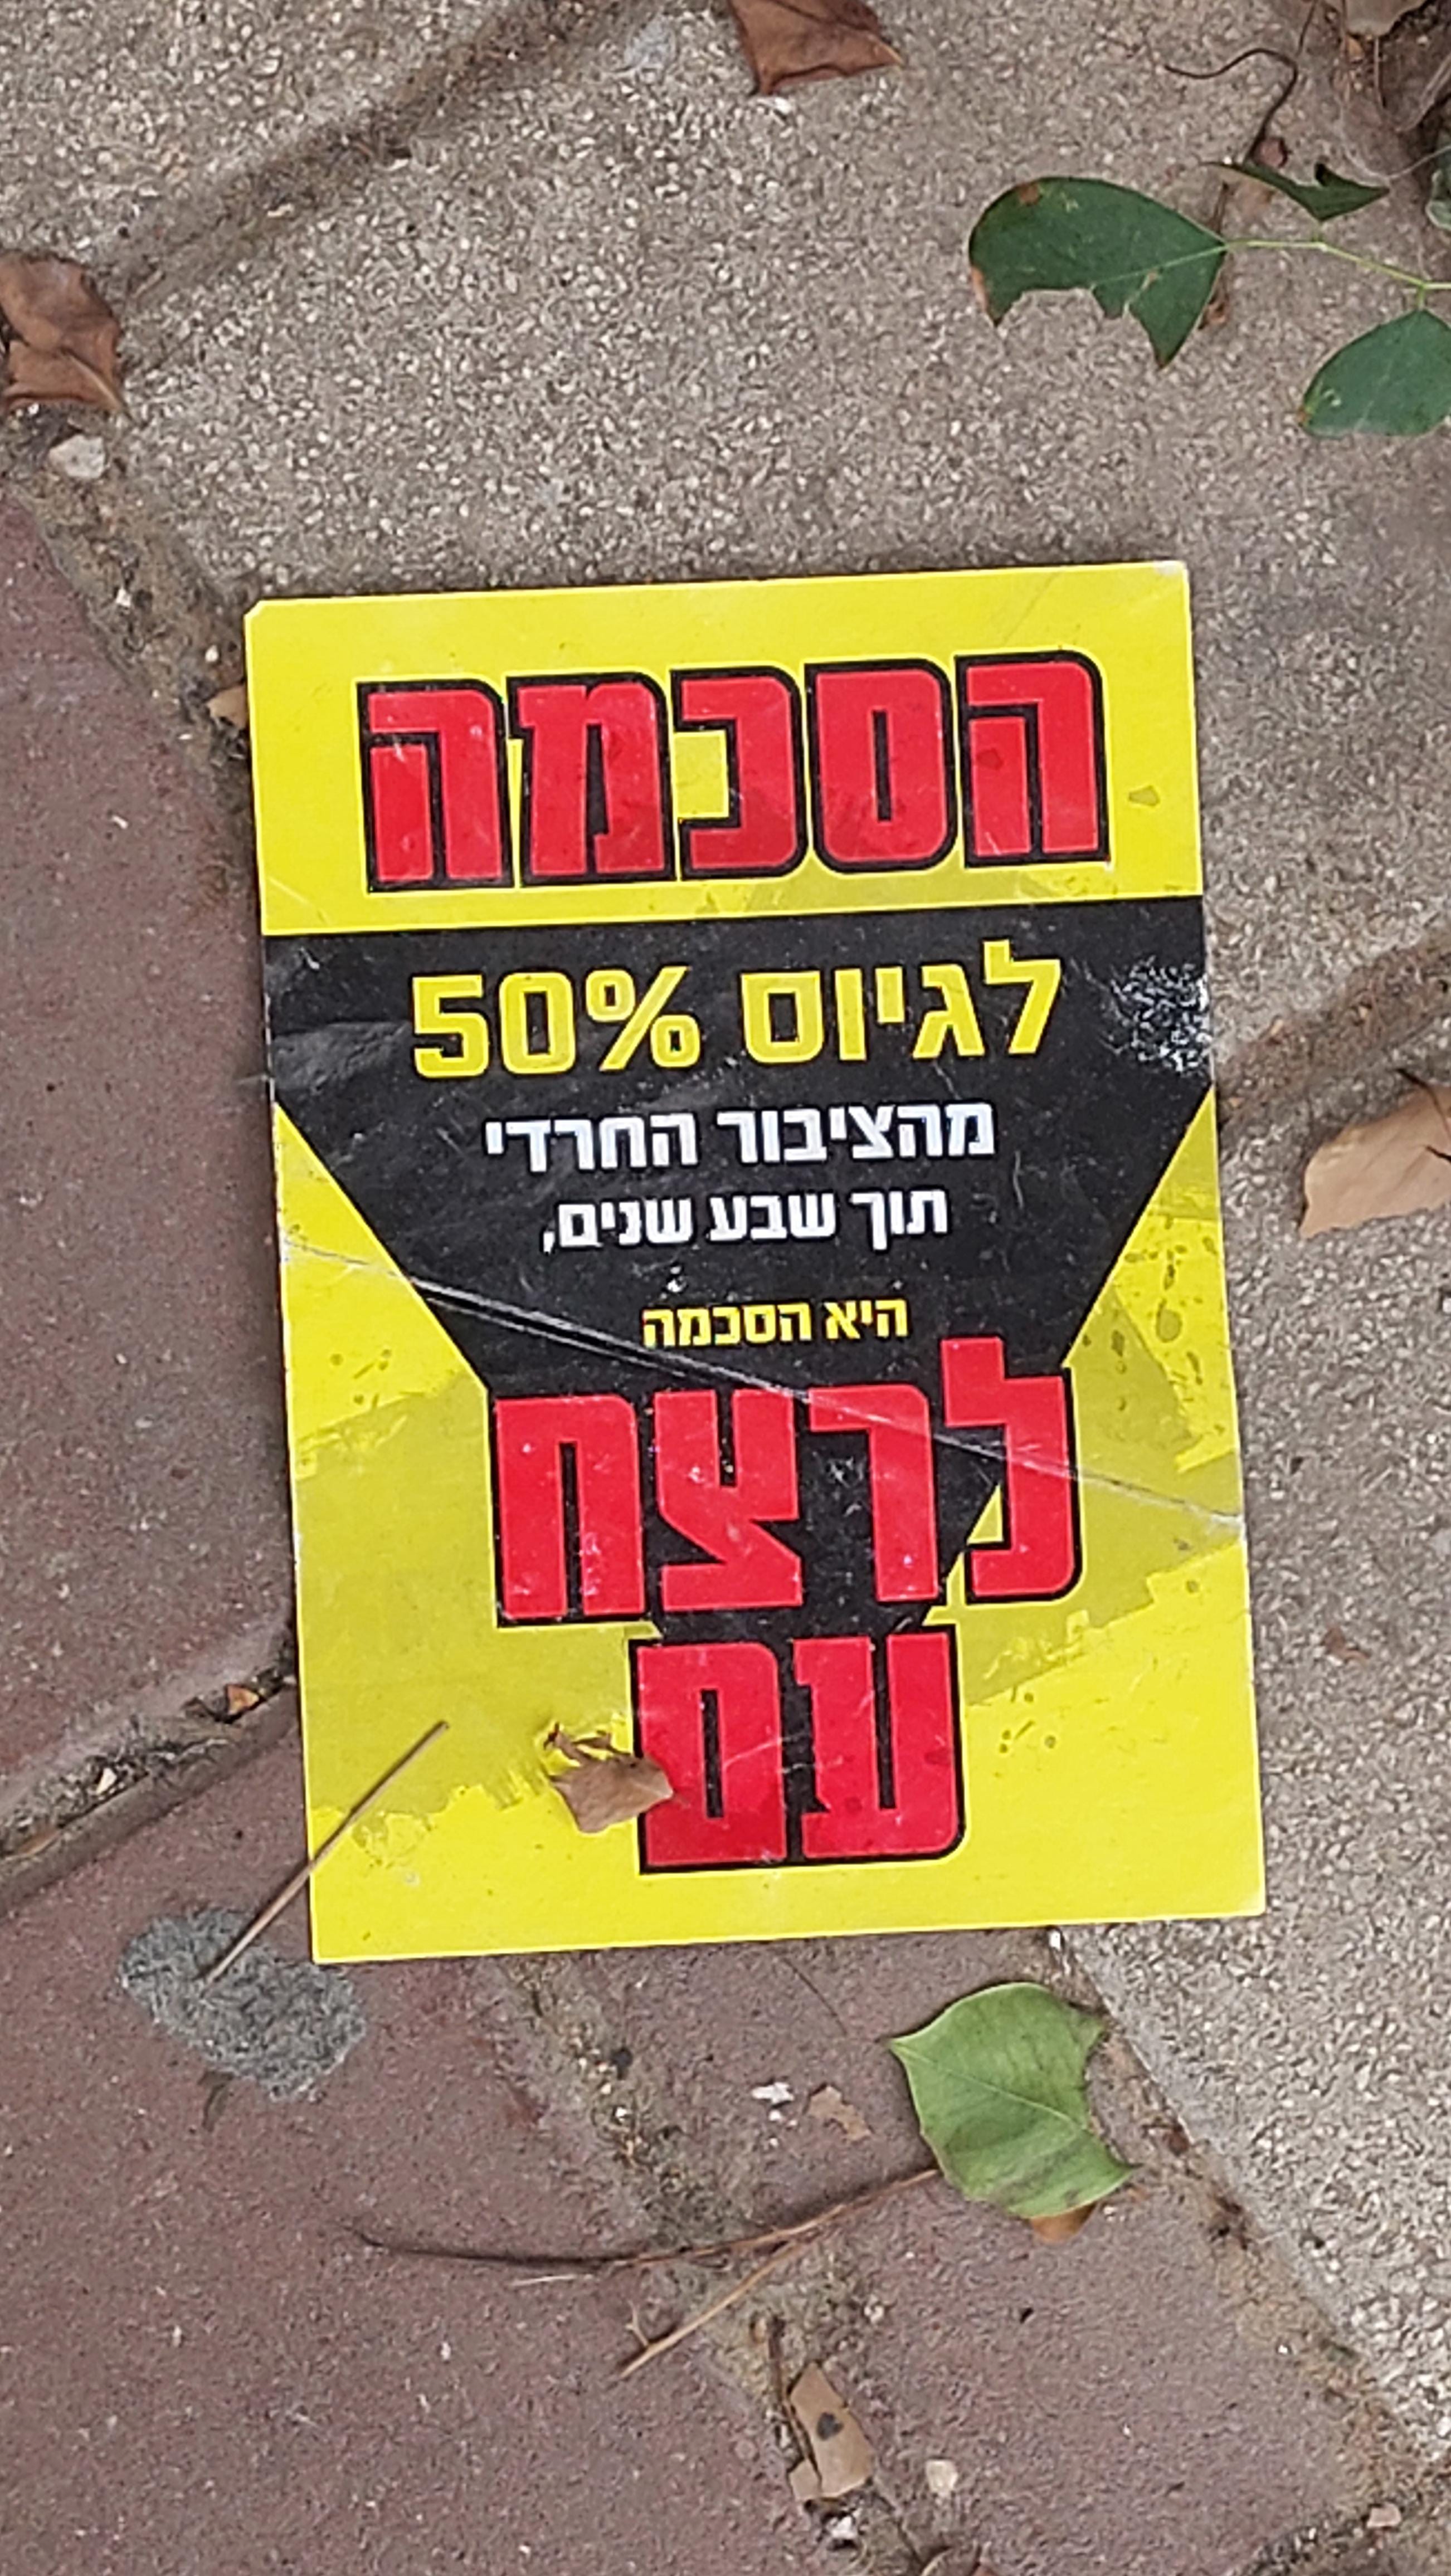 הסכמה
לגיוס 50%
מהציבור החרדי
תוך שבע שנים,
היא הסכמה
לרצח
עם